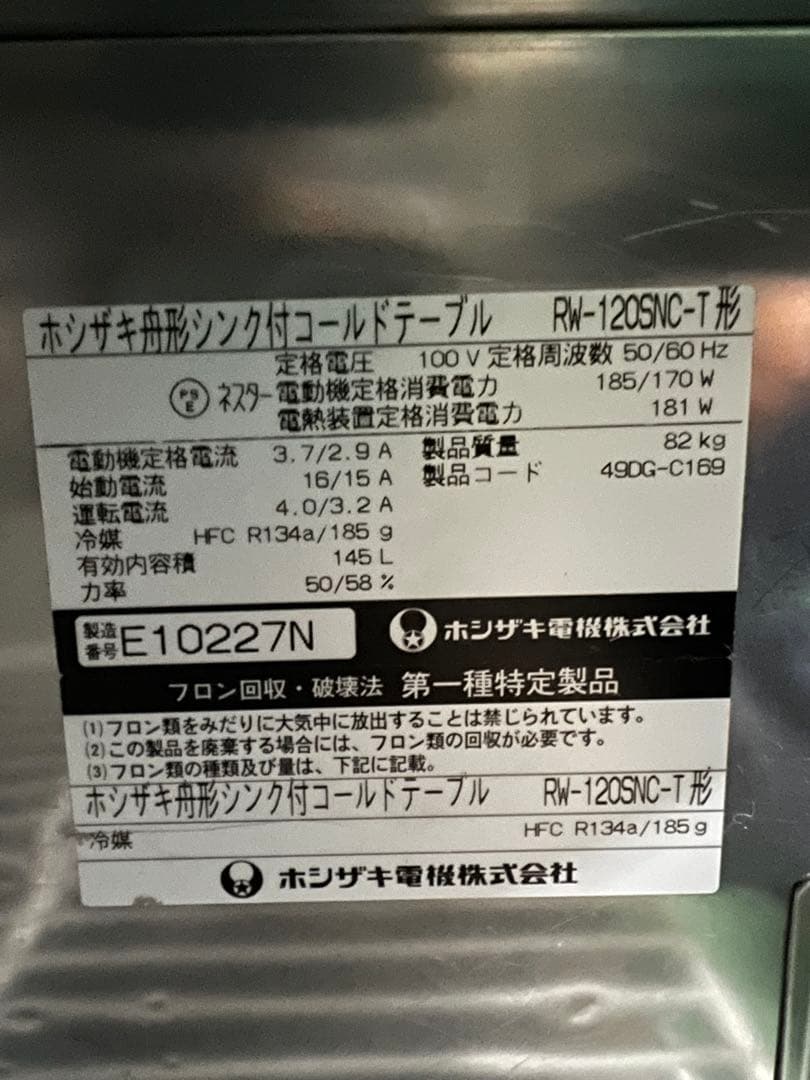 ホシザキ舟形シンク付コールドテーブル RW-120SNC-T形
定格電圧 100V 定格周波数 50/60Hz
PSE ネスター 電動機定格消費電力 185/170W
電熱装置定格消費電力 181W
電動機定格電流 3.7/2.9A 製品質量 82kg
始動電流 16/15A 製品コード 49DG-C169
運転電流 4.0/3.2A
冷媒 HFC R134a/185g
有効内容積 145L
力率 50/58%
製造番号 E10227N ホシザキ電機株式会社
フロン回収・破壊法 第一種特定製品
(1)フロン類をみだりに大気中に放出することは禁じられています。
(2)この製品を廃棄する場合には、フロン類の回収が必要です。
(3)フロン類の種類及び量は、下記に記載。
ホシザキ舟形シンク付コールドテーブル RW-120SNC-T形
冷媒 HFC R134a/185g
ホシザキ電機株式会社